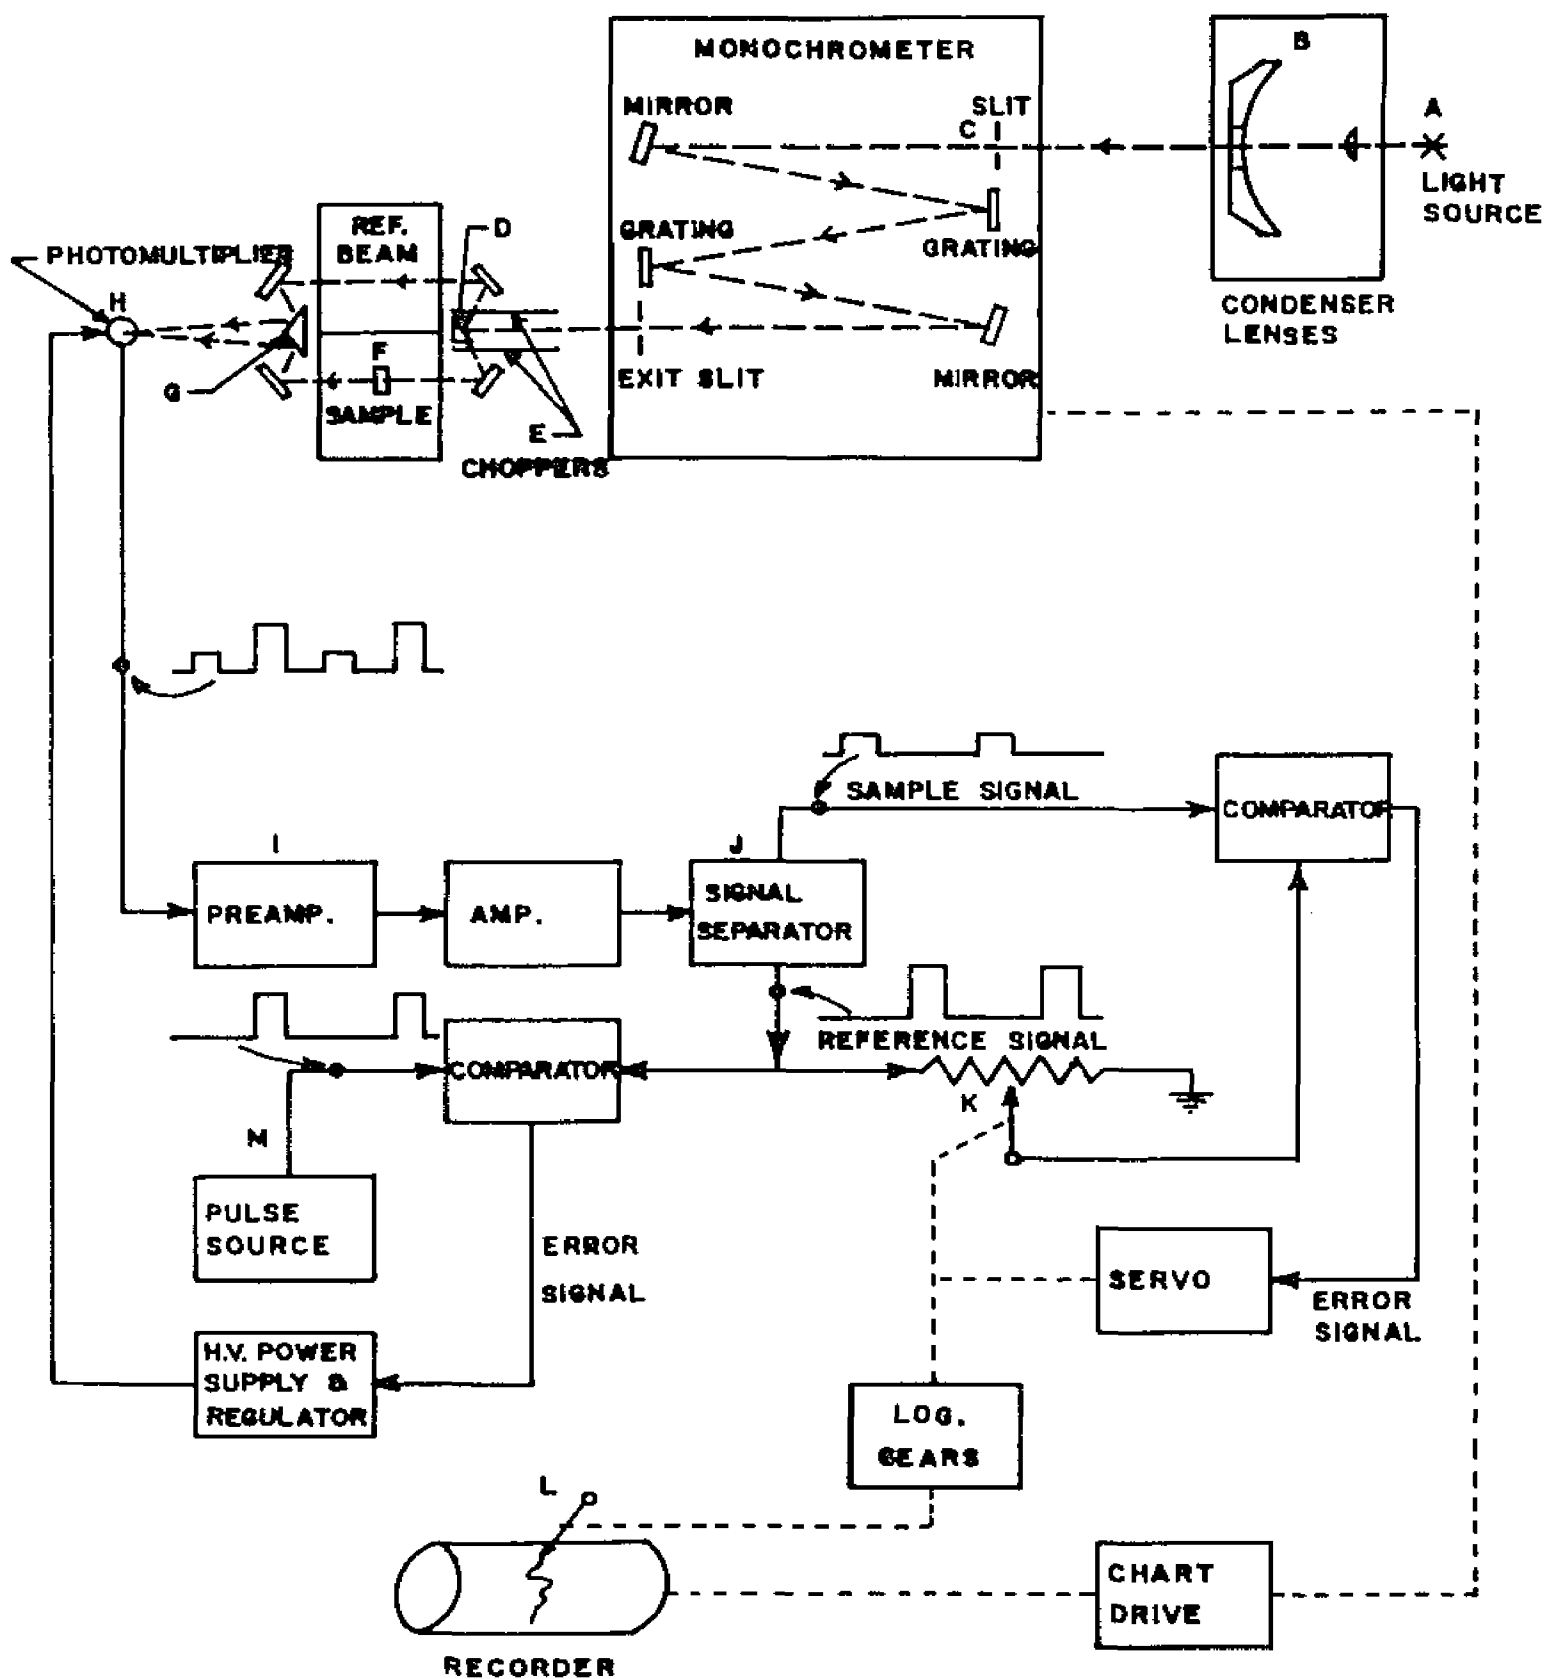 MONOCHROMETER
B
MIRROR
SLIT
C
A
LIGHT
SOURCE
REF.
BEAM
D
GRATING
GRATING
PHOTOMULTIPLIER
H
CONDENSER
LENSES
F
G
SAMPLE
EXIT SLIT
MIRROR
E
CHOPPERS
SAMPLE SIGNAL
COMPARATOR
I
J
PREAMP.
AMP.
SIGNAL
SEPARATOR
REFERENCE SIGNAL
COMPARATOR
K
M
PULSE
SOURCE
ERROR
SIGNAL
SERVO
ERROR
SIGNAL
H.V. POWER
SUPPLY &
REGULATOR
LOG.
GEARS
L
CHART
DRIVE
RECORDER